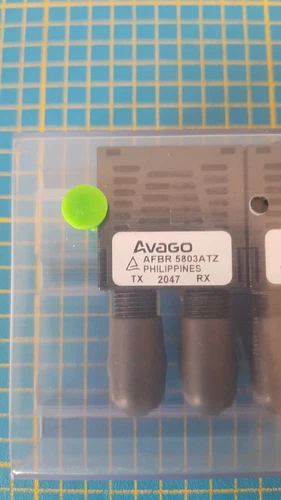 AVAGO
AFBR 5803ATZ
PHILIPPINES
TX 2047 RX